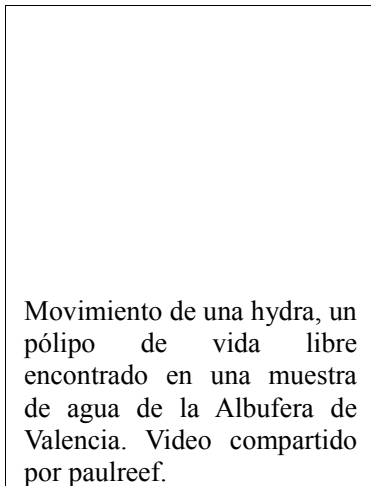 Movimiento de una hydra, un
pólipo de vida libre
encontrado en una muestra
de agua de la Albufera de
Valencia. Video compartido
por paulreef.